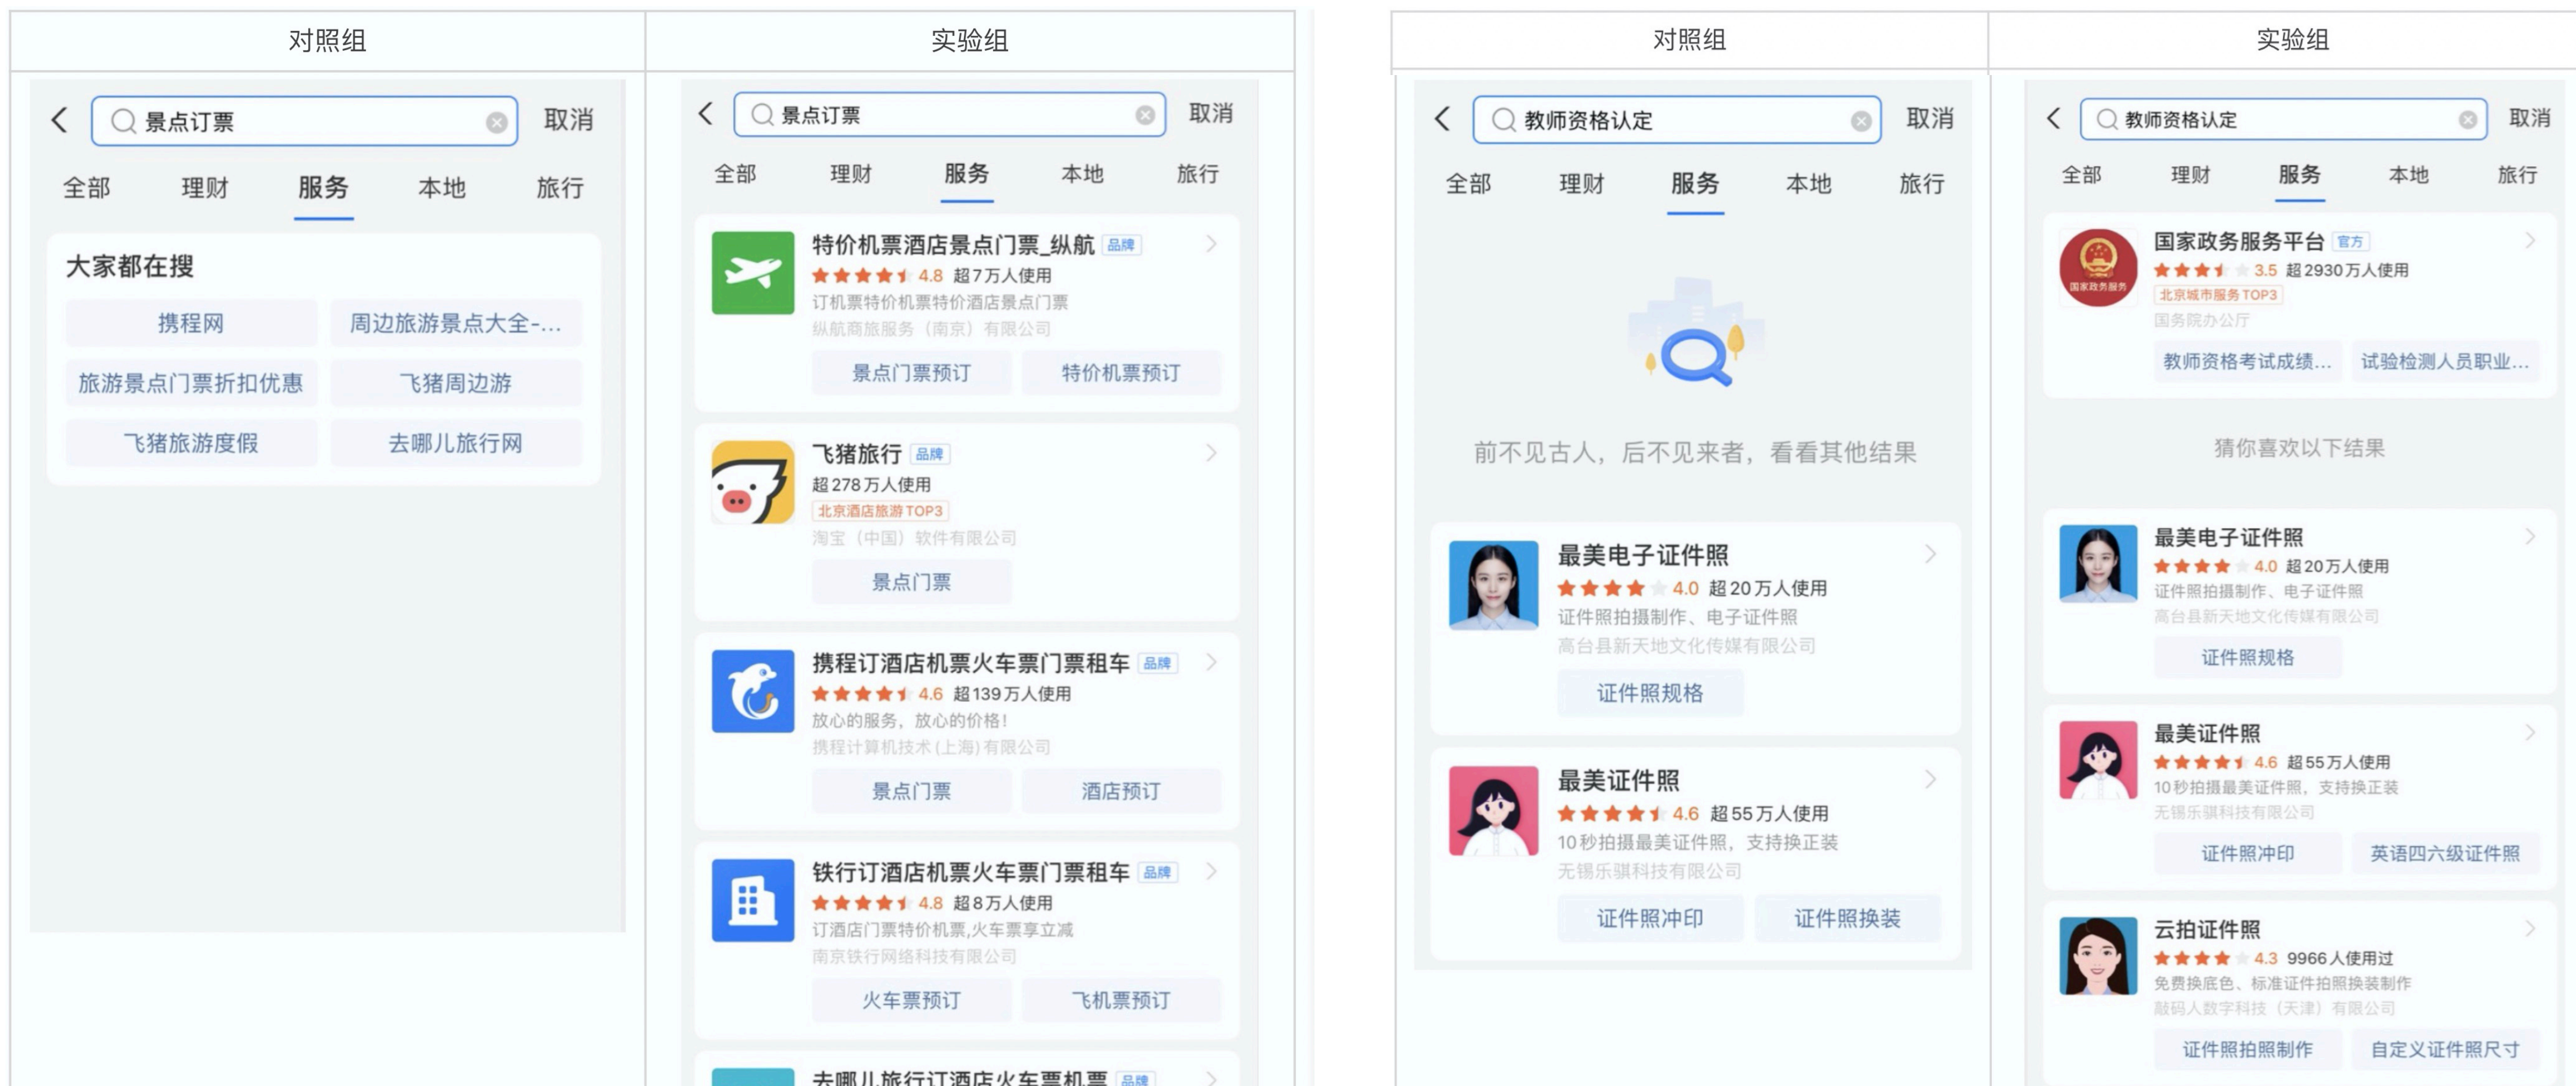 对照组
实验组
景点订票
取消
全部 理财 服务 本地 旅行
大家都在搜
携程网 周边旅游景点大全-...
旅游景点门票折扣优惠 飞猪周边游
飞猪旅游度假 去哪儿旅行网
景点订票
取消
全部 理财 服务 本地 旅行
特价机票酒店景点门票_纵航 品牌
4.8 超7万人使用
订机票特价机票特价酒店景点门票
纵航商旅服务（南京）有限公司
景点门票预订 特价机票预订
飞猪旅行 品牌
超278万人使用
北京酒店旅游TOP3
淘宝（中国）软件有限公司
景点门票
携程订酒店机票火车票门票租车 品牌
4.6 超139万人使用
放心的服务，放心的价格！
携程计算机技术(上海)有限公司
景点门票 酒店预订
铁行订酒店机票火车票门票租车 品牌
4.8 超8万人使用
订酒店门票特价机票,火车票享立减
南京铁行网络科技有限公司
火车票预订 飞机票预订
去哪儿旅行订酒店火车票机票 品牌
对照组
实验组
教师资格认定
取消
全部 理财 服务 本地 旅行
前不见古人，后不见来者，看看其他结果
最美电子证件照
4.0 超20万人使用
证件照拍摄制作、电子证件照
高台县新天地文化传媒有限公司
证件照规格
最美证件照
4.6 超55万人使用
10秒拍摄最美证件照，支持换正装
无锡乐骐科技有限公司
证件照冲印 证件照换装
教师资格认定
取消
全部 理财 服务 本地 旅行
国家政务服务
国家政务服务平台 官方
3.5 超2930万人使用
北京城市服务TOP3
国务院办公厅
教师资格考试成绩... 试验检测人员职业...
猜你喜欢以下结果
最美电子证件照
4.0 超20万人使用
证件照拍摄制作、电子证件照
高台县新天地文化传媒有限公司
证件照规格
最美证件照
4.6 超55万人使用
10秒拍摄最美证件照，支持换正装
无锡乐骐科技有限公司
证件照冲印 英语四六级证件照
云拍证件照
4.3 9966人使用过
免费换底色、标准证件拍照换装制作
敲码人数字科技（天津）有限公司
证件照拍照制作 自定义证件照尺寸